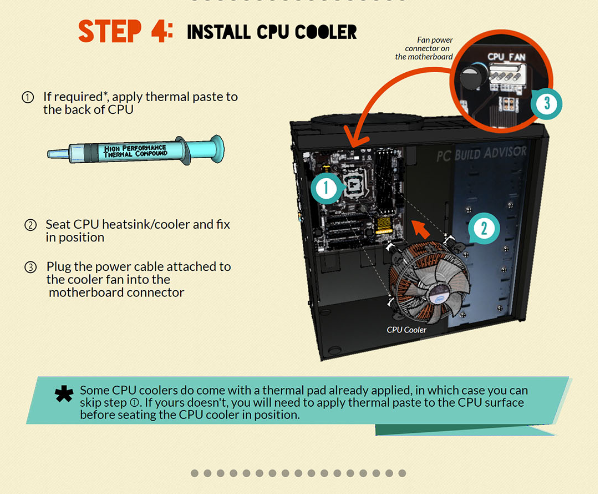 STEP 4: INSTALL CPU COOLER
Fan power
connector on
the motherboard
CPU FAN
3
① If required*, apply thermal paste to
the back of CPU
HIGH PERFORMANCE
THERMAL COMPOUND
PC BUILD ADVISOR
1
2
② Seat CPU heatsink/cooler and fix
in position
③ Plug the power cable attached to
the cooler fan into the
motherboard connector
CPU Cooler
* Some CPU coolers do come with a thermal pad already applied, in which case you can
skip step ①. If yours doesn't, you will need to apply thermal paste to the CPU surface
before seating the CPU cooler in position.